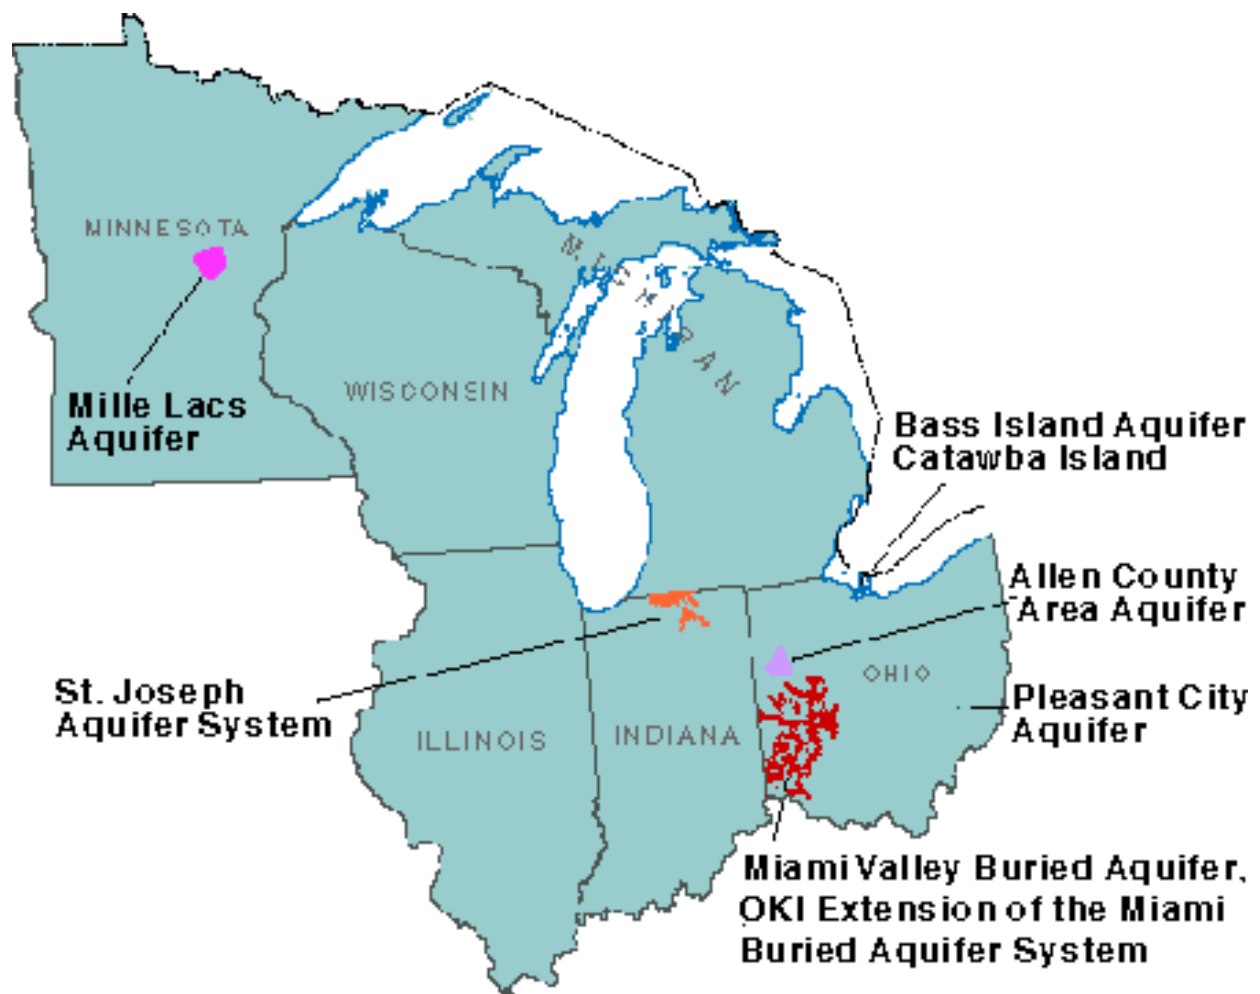 MINNESOTA
MICHIGAN
Mille Lacs
Aquifer
WISCONSIN
Bass Island Aquifer
Catawba Island
Allen County
Area Aquifer
St. Joseph
Aquifer System
OHIO
Pleasant City
Aquifer
ILLINOIS
INDIANA
Miami Valley Buried Aquifer,
OKI Extension of the Miami
Buried Aquifer System